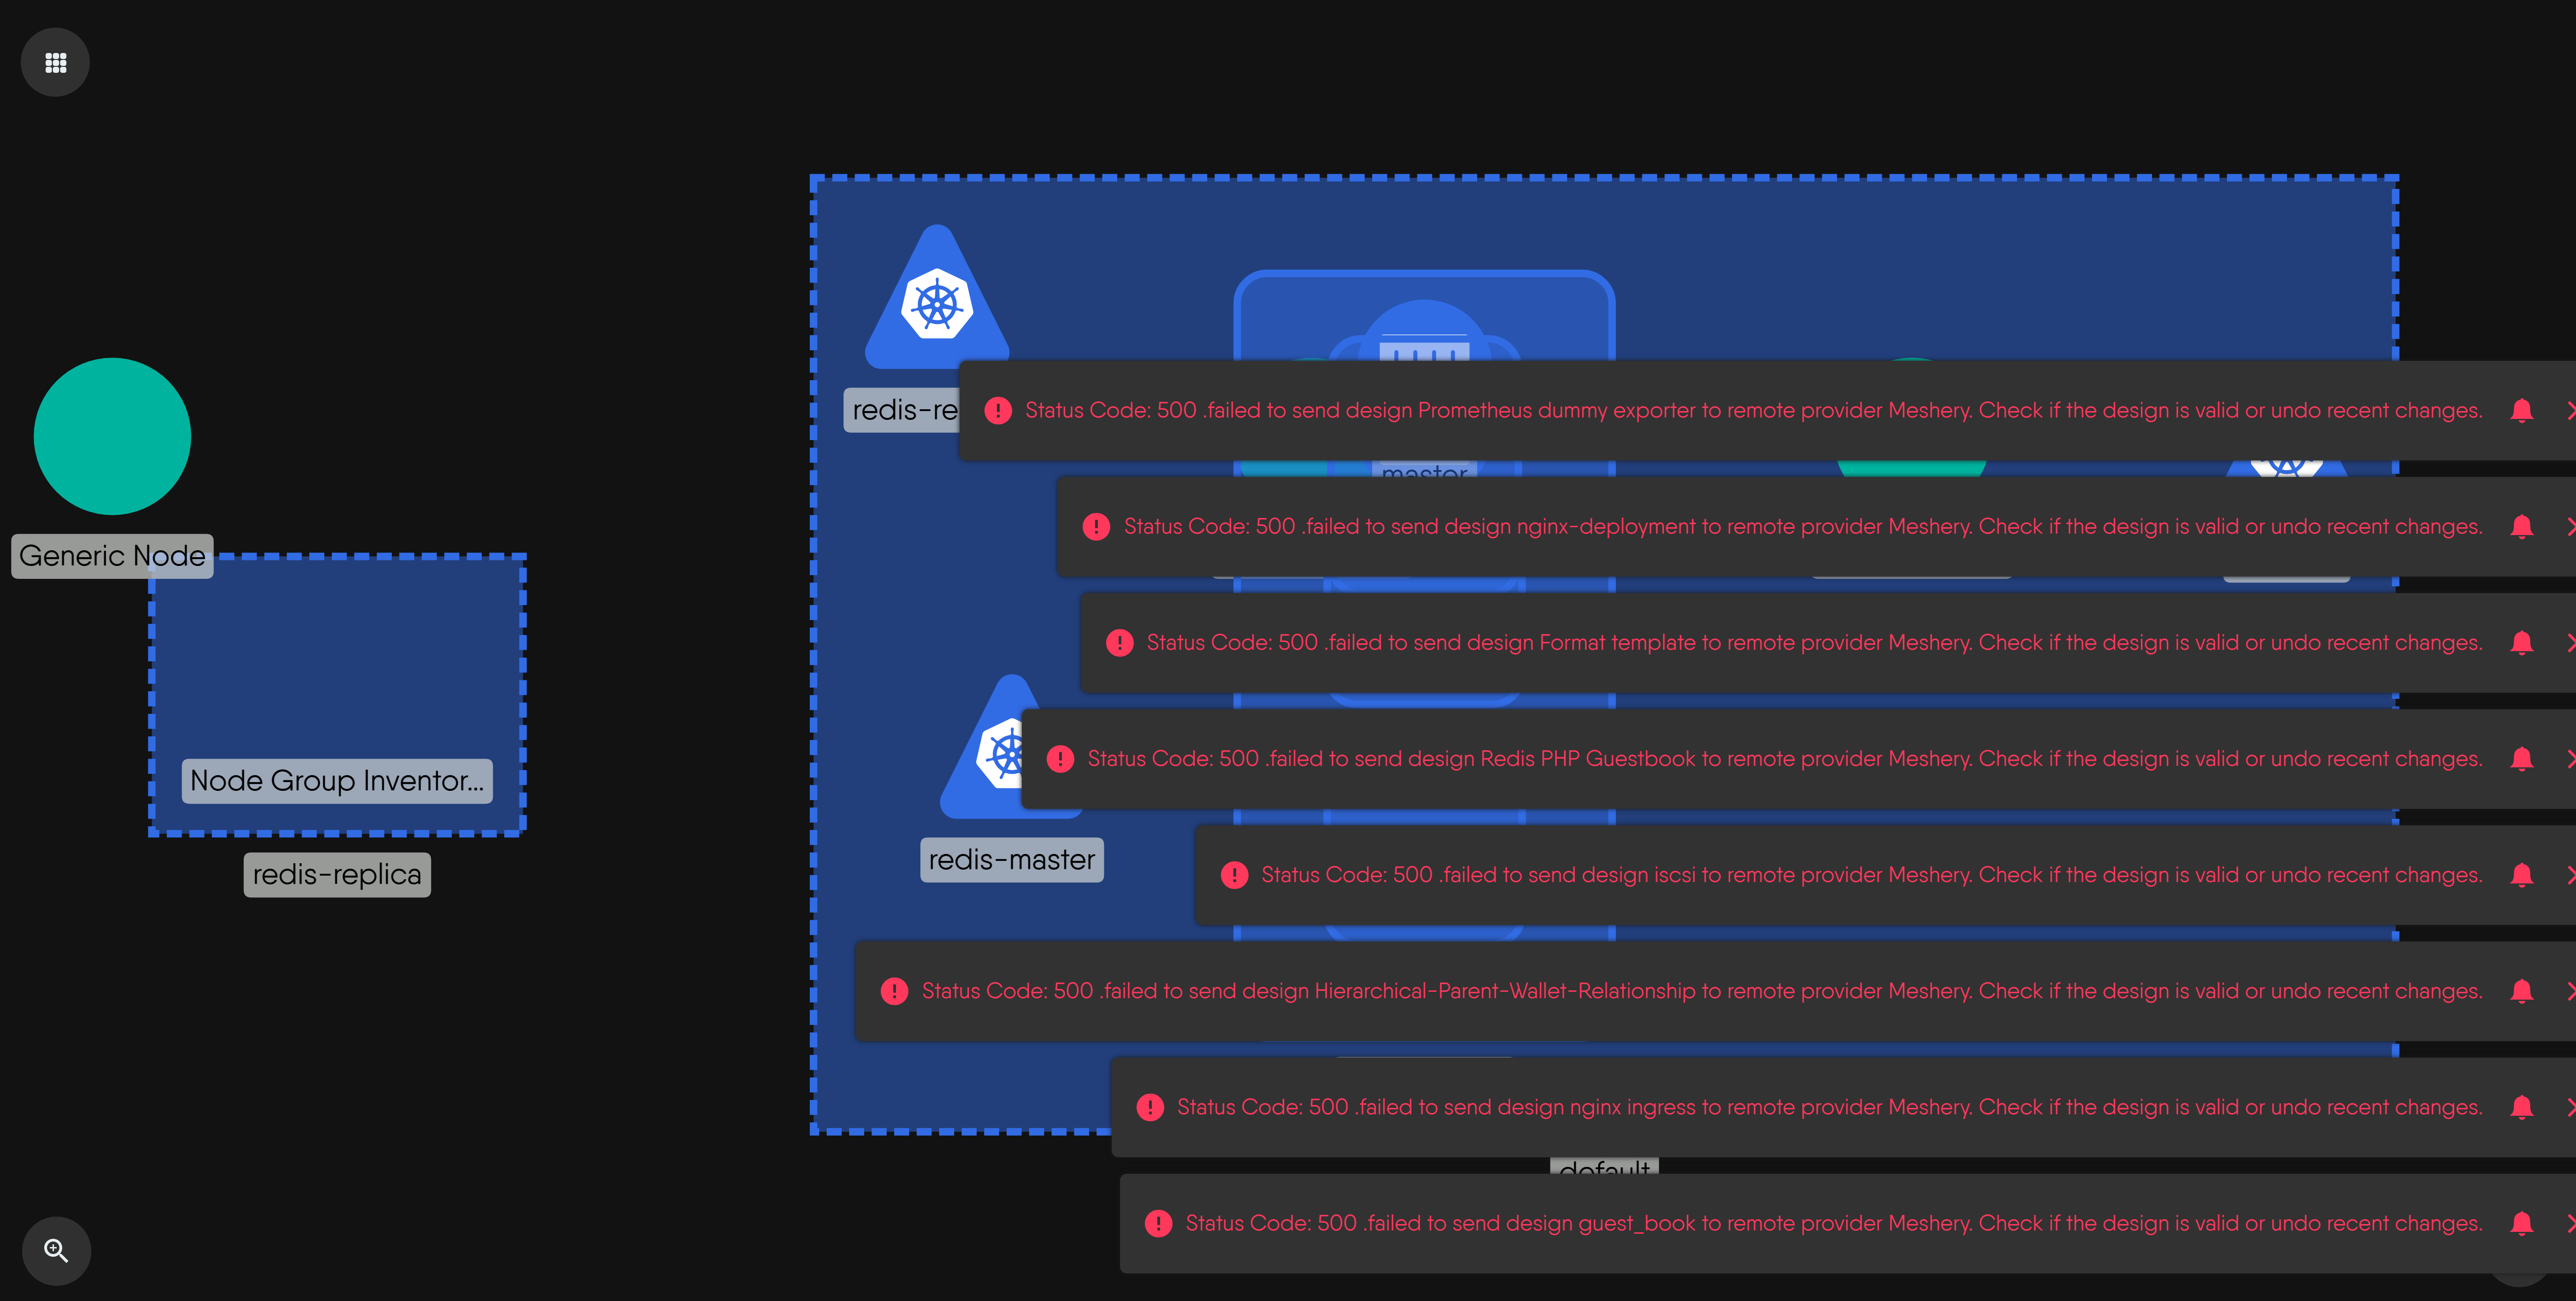 redis-re
Status Code: 500 .failed to send design Prometheus dummy exporter to remote provider Meshery. Check if the design is valid or undo recent changes.
master
Status Code: 500 .failed to send design nginx-deployment to remote provider Meshery. Check if the design is valid or undo recent changes.
Generic Node
Status Code: 500 .failed to send design Format template to remote provider Meshery. Check if the design is valid or undo recent changes.
Status Code: 500 .failed to send design Redis PHP Guestbook to remote provider Meshery. Check if the design is valid or undo recent changes.
Node Group Inventor...
redis-master
redis-replica
Status Code: 500 .failed to send design iscsi to remote provider Meshery. Check if the design is valid or undo recent changes.
Status Code: 500 .failed to send design Hierarchical-Parent-Wallet-Relationship to remote provider Meshery. Check if the design is valid or undo recent changes.
Status Code: 500 .failed to send design nginx ingress to remote provider Meshery. Check if the design is valid or undo recent changes.
default
Status Code: 500 .failed to send design guest_book to remote provider Meshery. Check if the design is valid or undo recent changes.